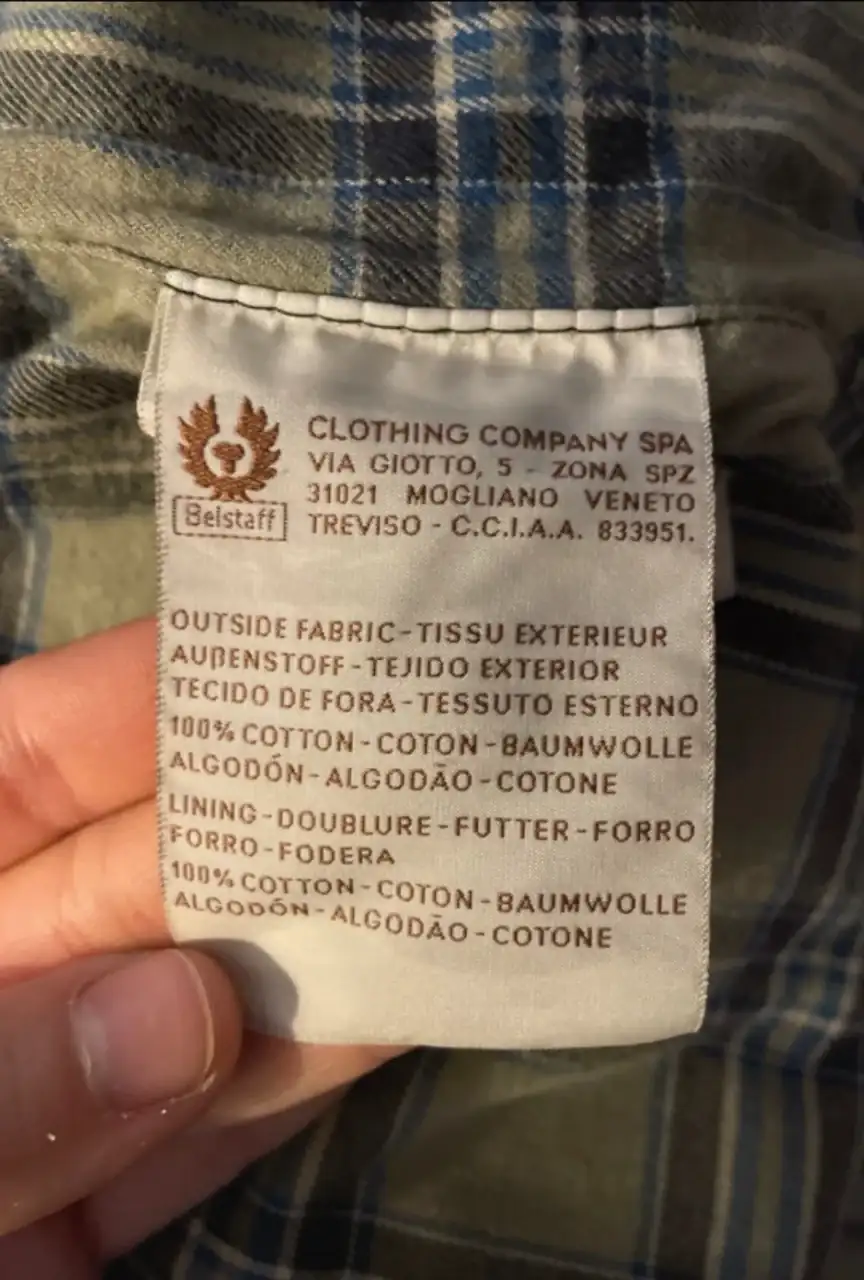 CLOTHING COMPANY SPA
VIA GIOTTO, 5 - ZONA SPZ
31021 MOGLIANO VENETO
TREVISO - C.C.I.A.A. 833951.
Belstaff
OUTSIDE FABRIC-TISSU EXTERIEUR
AUßENSTOFF-TEJIDO EXTERIOR
TECIDO DE FORA-TESSUTO ESTERNO
100% COTTON-COTON-BAUMWOLLE
ALGODÓN-ALGODÃO-COTONE
LINING-DOUBLURE-FUTTER-FORRO
FORRO-FODERA
100% COTTON-COTON-BAUMWOLLE
ALGODÓN-ALGODÃO-COTONE